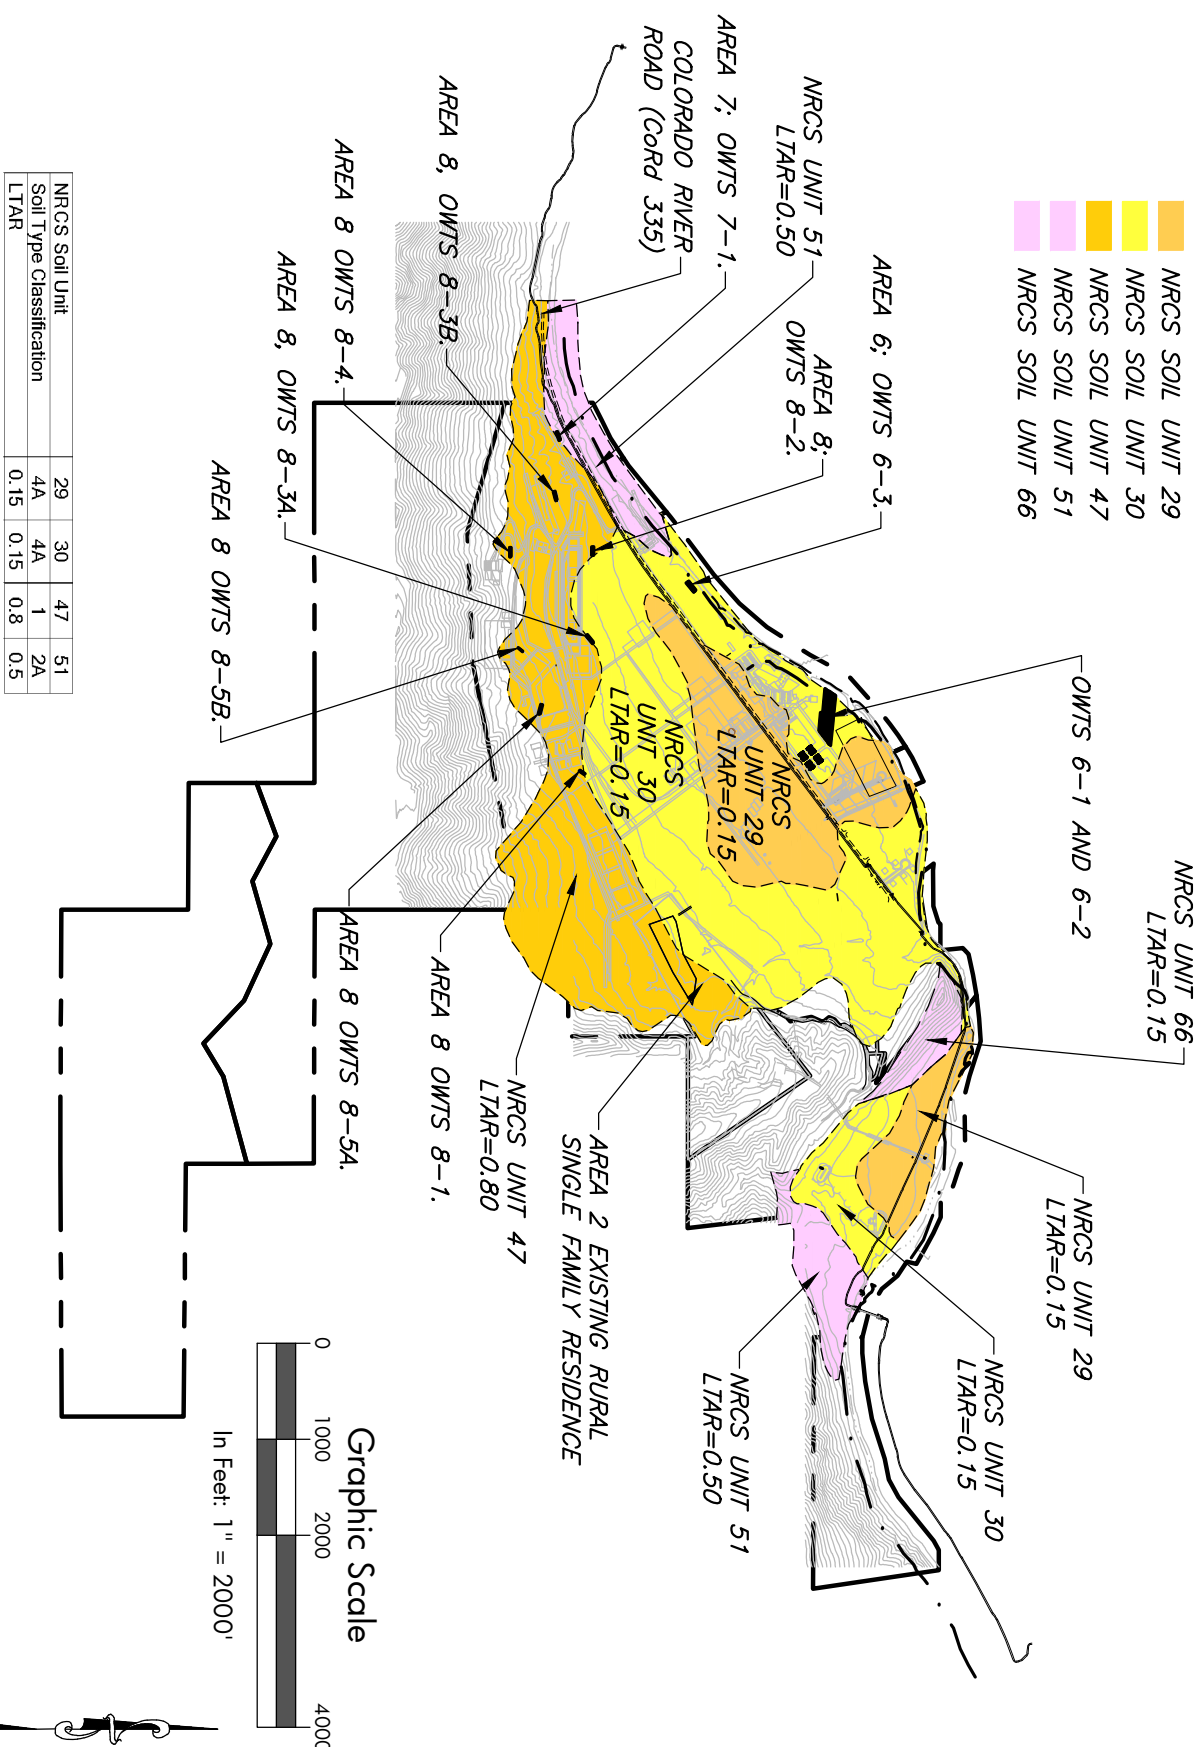 NRCS SOIL UNIT 29
NRCS SOIL UNIT 30
NRCS SOIL UNIT 47
NRCS SOIL UNIT 51
NRCS SOIL UNIT 66
NRCS UNIT 66
LTAR=0.15
OWTS 6-1 AND 6-2
NRCS UNIT 29
LTAR=0.15
NRCS UNIT 30
LTAR=0.15
AREA 6; OWTS 6-3.
AREA 8;
OWTS 8-2.
NRCS UNIT 51
LTAR=0.50
AREA 7; OWTS 7-1.
COLORADO RIVER
ROAD (CoRd 335)
NRCS
UNIT 29
LTAR=0.15
NRCS
UNIT 30
LTAR=0.15
NRCS UNIT 51
LTAR=0.50
AREA 2 EXISTING RURAL
SINGLE FAMILY RESIDENCE
NRCS UNIT 47
LTAR=0.80
AREA 8, OWTS 8-3B.
AREA 8 OWTS 8-1.
AREA 8 OWTS 8-4.
AREA 8 OWTS 8-5A.
AREA 8, OWTS 8-3A.
AREA 8 OWTS 8-5B.
Graphic Scale
0 1000 2000 4000
In Feet: 1" = 2000'
NRCS Soil Unit 29 30 47 51
Soil Type Classification 4A 4A 1 2A
LTAR 0.15 0.15 0.8 0.5